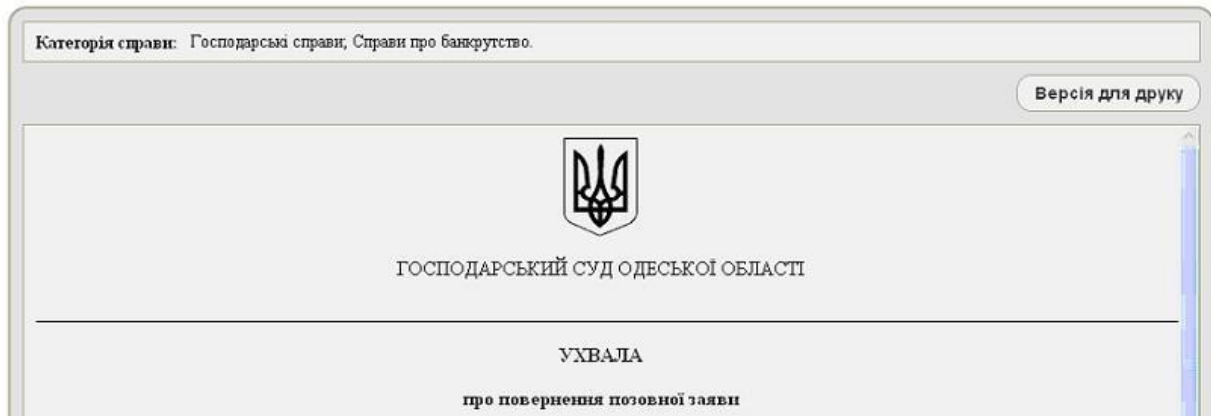 Категорія справи: Господарські справи; Справи про банкрутство.
Версія для друку
ГОСПОДАРСЬКИЙ СУД ОДЕСЬКОЇ ОБЛАСТІ
УХВАЛА
про повернення позовної заяви